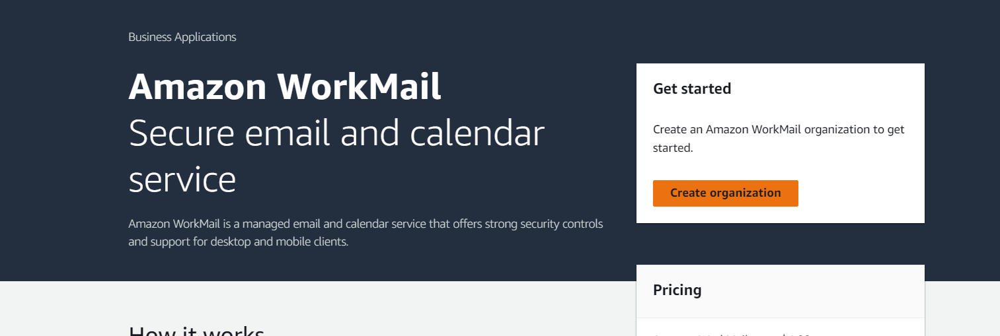 Business Applications
Amazon WorkMail
Secure email and calendar
service
Amazon WorkMail is a managed email and calendar service that offers strong security controls
and support for desktop and mobile clients.
Get started
Create an Amazon WorkMail organization to get
started.
Create organization
Pricing
How it works